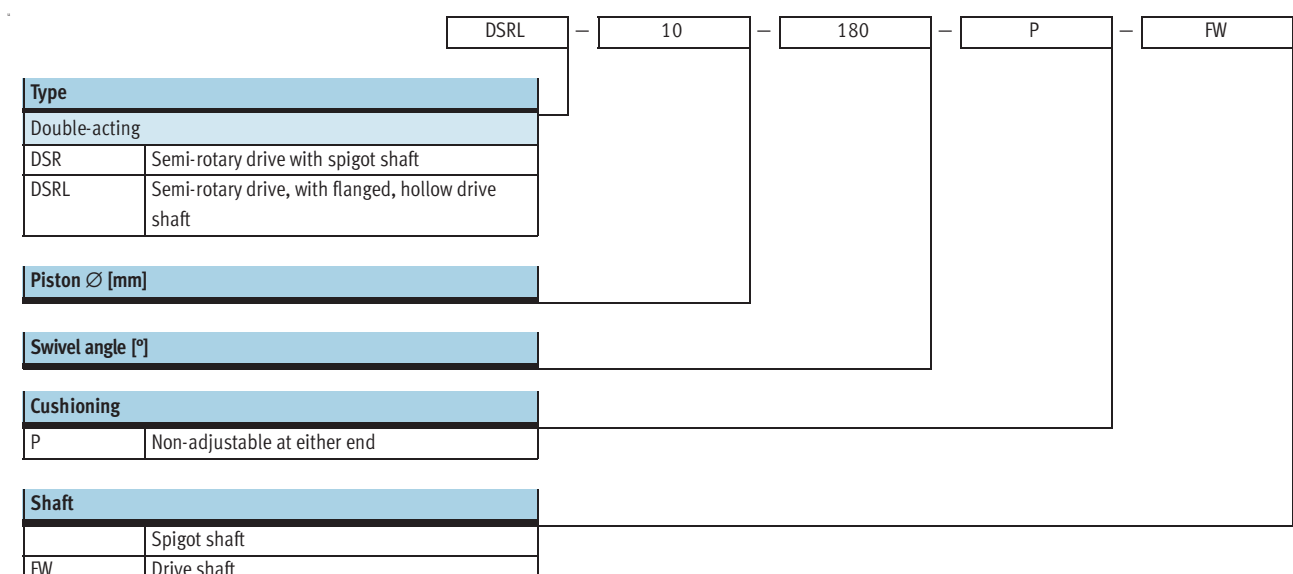 DSRL – 10 – 180 – P – FW
Type
Double-acting
DSR Semi-rotary drive with spigot shaft
DSRL Semi-rotary drive, with flanged, hollow drive
shaft
Piston ∅ [mm]
Swivel angle [°]
Cushioning
P Non-adjustable at either end
Shaft
Spigot shaft
FW Drive shaft